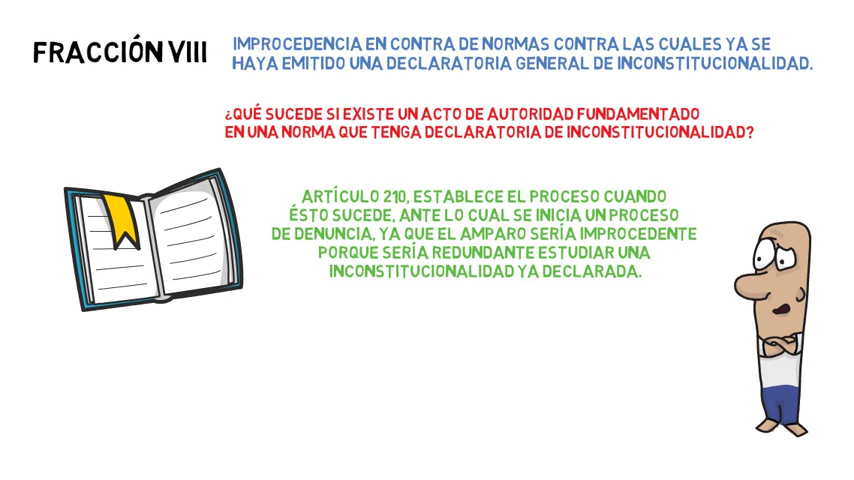 FRACCIÓN VIII
IMPROCEDENCIA EN CONTRA DE NORMAS CONTRA LAS CUALES YA SE
HAYA EMITIDO UNA DECLARATORIA GENERAL DE INCONSTITUCIONALIDAD.
¿QUÉ SUCEDE SI EXISTE UN ACTO DE AUTORIDAD FUNDAMENTADO
EN UNA NORMA QUE TENGA DECLARATORIA DE INCONSTITUCIONALIDAD?
ARTÍCULO 210, ESTABLECE EL PROCESO CUANDO
ÉSTO SUCEDE, ANTE LO CUAL SE INICIA UN PROCESO
DE DENUNCIA, YA QUE EL AMPARO SERÍA IMPROCEDENTE
PORQUE SERÍA REDUNDANTE ESTUDIAR UNA
INCONSTITUCIONALIDAD YA DECLARADA.